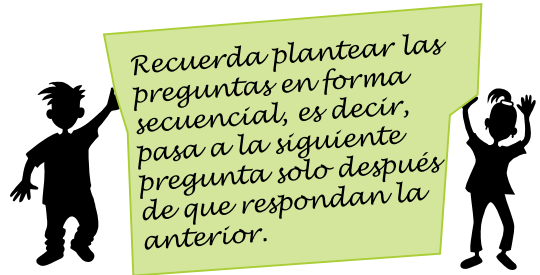 Recuerda plantear las
preguntas en forma
secuencial, es decir,
pasa a la siguiente
pregunta solo después
de que respondan la
anterior.